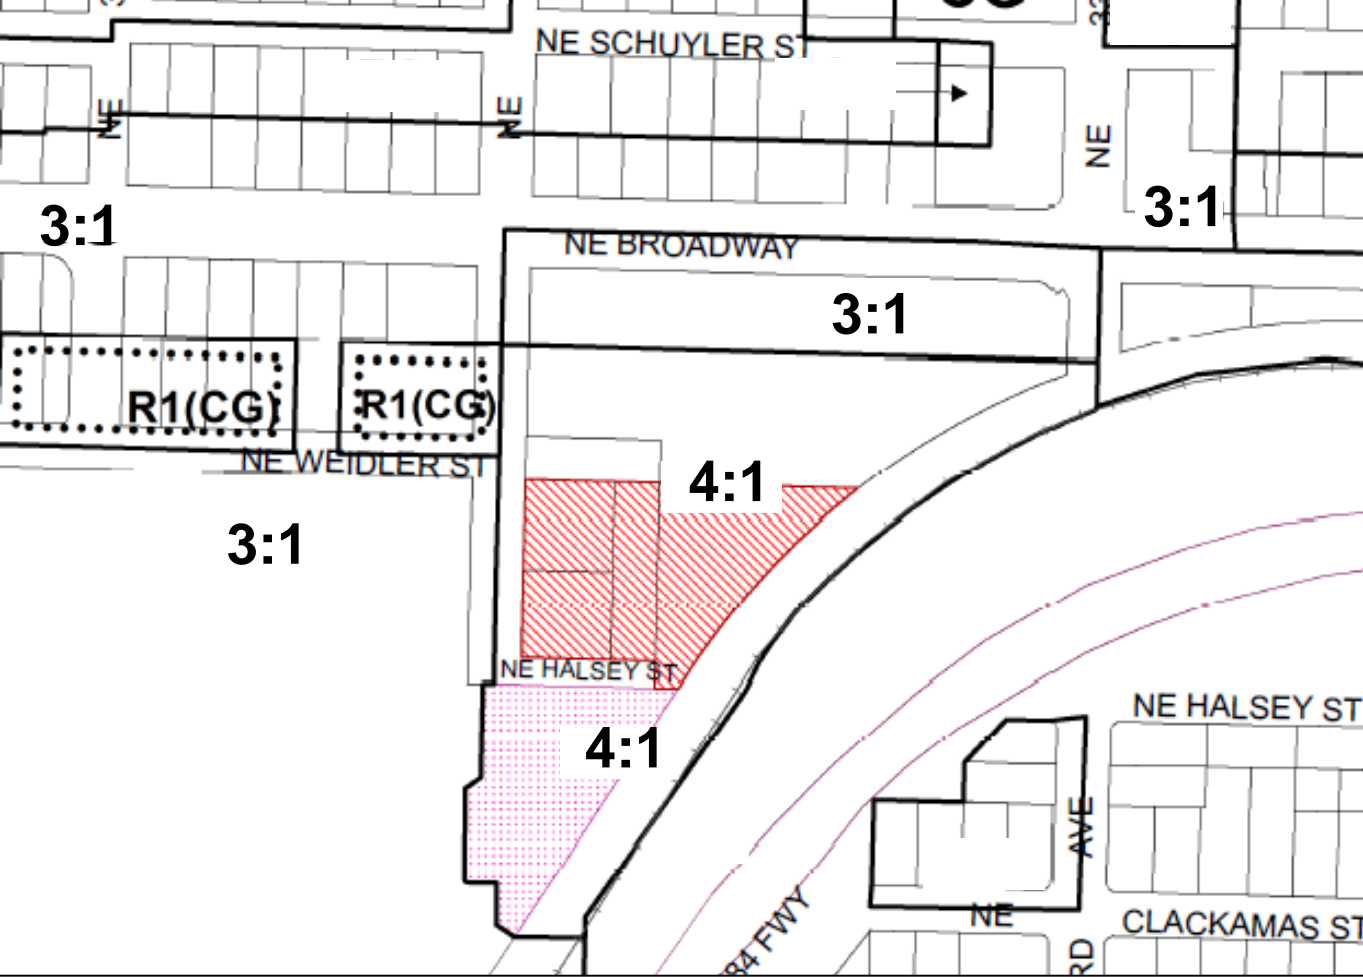 NE SCHUYLER ST
NE
NE
NE
3:1
3:1
NE BROADWAY
3:1
R1(CG)
R1(CG)
NE WEIDLER ST
4:1
3:1
NE HALSEY ST
4:1
NE HALSEY ST
AVE
84 FWY
NE
CLACKAMAS ST
RD